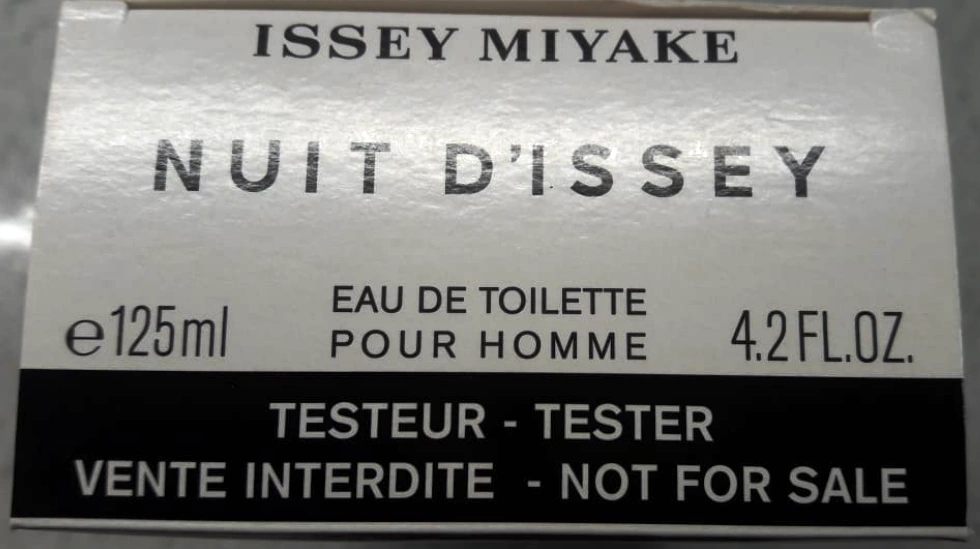 ISSEY MIYAKE
NUIT D'ISSEY
EAU DE TOILETTE
POUR HOMME
℮125ml
4.2 FL.OZ.
TESTEUR - TESTER
VENTE INTERDITE - NOT FOR SALE